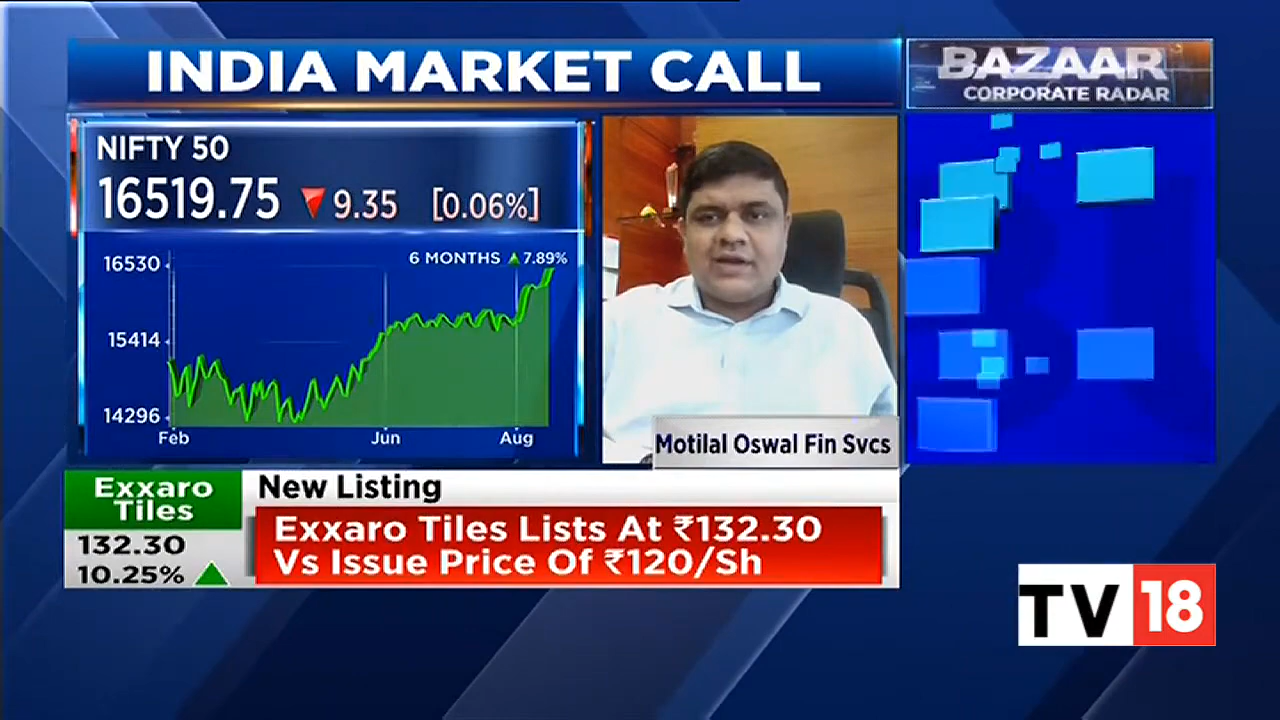 INDIA MARKET CALL
BAZAAR
CORPORATE RADAR
NIFTY 50
16519.75 ▼ 9.35 [0.06%]
6 MONTHS ▲ 7.89%
16530
15414
14296
Feb Jun Aug
Motilal Oswal Fin Svcs
Exxaro
Tiles
132.30
10.25% ▲
New Listing
Exxaro Tiles Lists At ₹132.30
Vs Issue Price Of ₹120/Sh
TV18